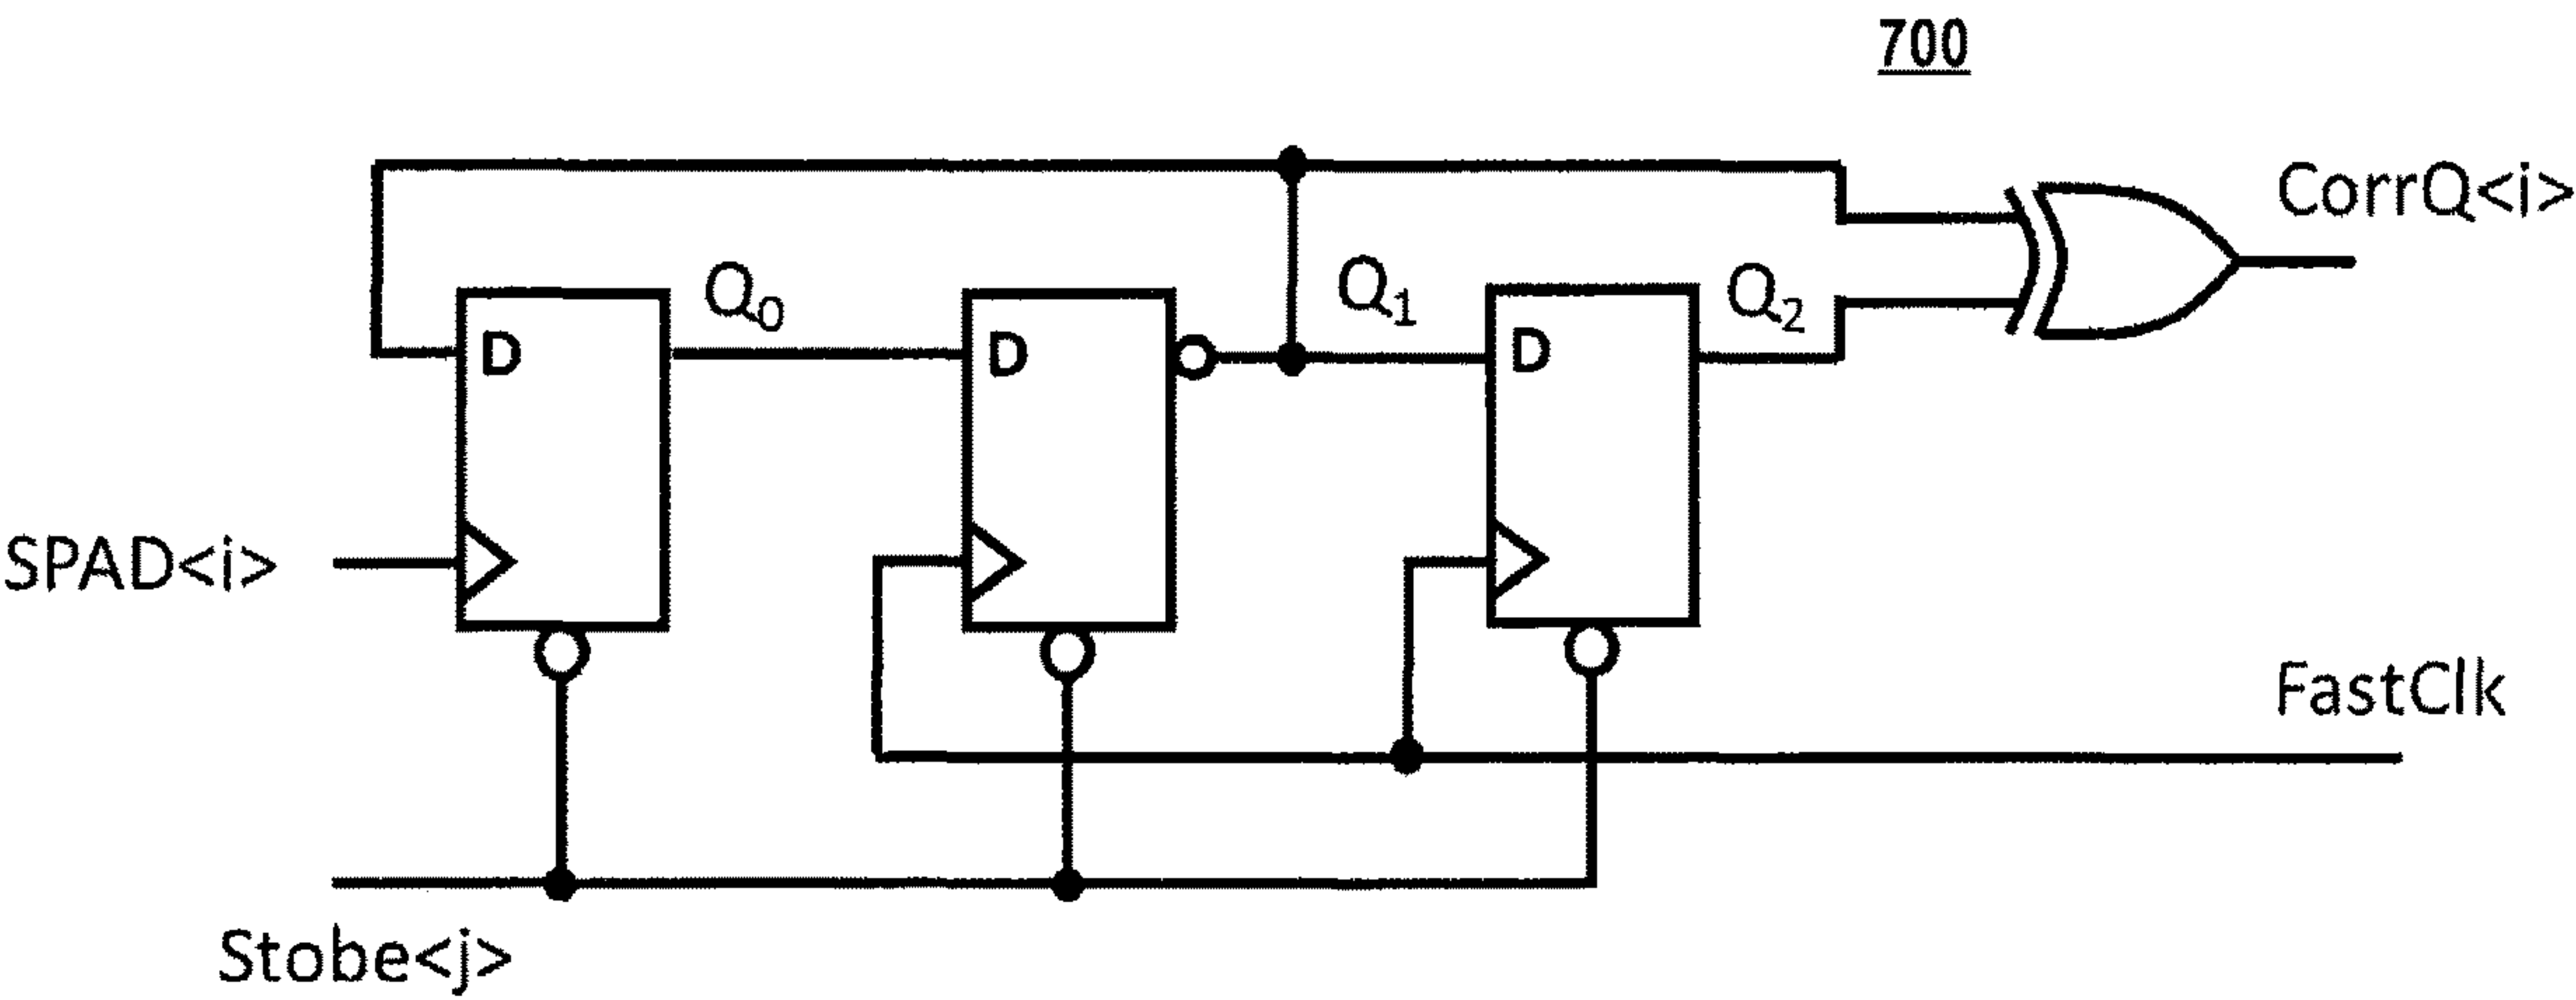 700
CorrQ<i>
Q0
Q1
Q2
D
D
D
SPAD<i>
FastClk
Stobe<j>